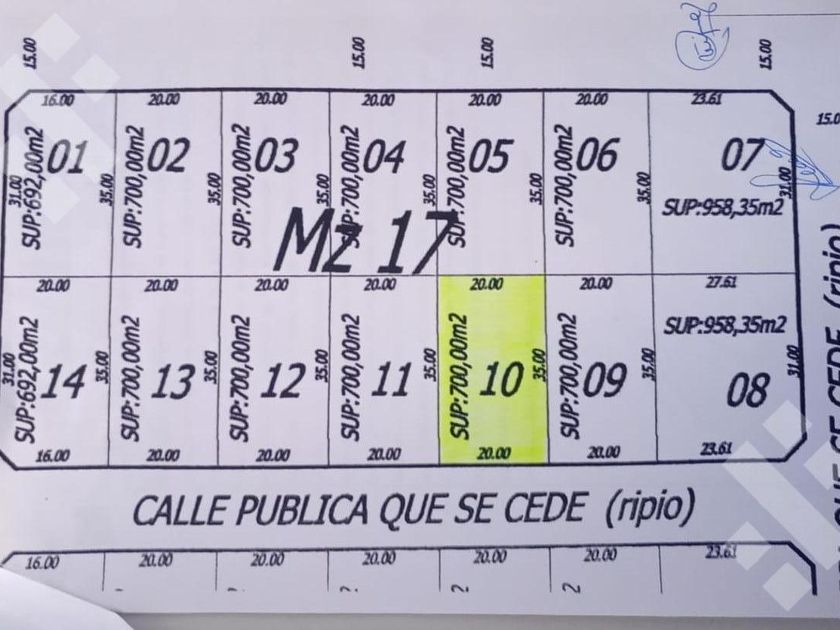 15.00 15.00 15.00 15.00
16.00 20.00 20.00 20.00 20.00 20.00 23.61
15.0
01 02 03 04 05 06 07
SUP:692,00m2 SUP:700,00m2 SUP:700,00m2 SUP:700,00m2 SUP:700,00m2 SUP:700,00m2
31.00 35.00 35.00 35.00 35.00 35.00 35.00 31.00
SUP:958,35m2
Mz 17
20.00 20.00 20.00 20.00 20.00 20.00 27.61
SUP:958,35m2
SUP:692,00m2 SUP:700,00m2 SUP:700,00m2 SUP:700,00m2 SUP:700,00m2 SUP:700,00m2
31.00 35.00 35.00 35.00 35.00 35.00 35.00 31.00
14 13 12 11 10 09 08
16.00 20.00 20.00 20.00 20.00 20.00 23.61
CALLE PUBLICA QUE SE CEDE (ripio)
QUE SE CEDE (ripio)
16.00 20.00 20.00 20.00 20.00 20.00 23.61